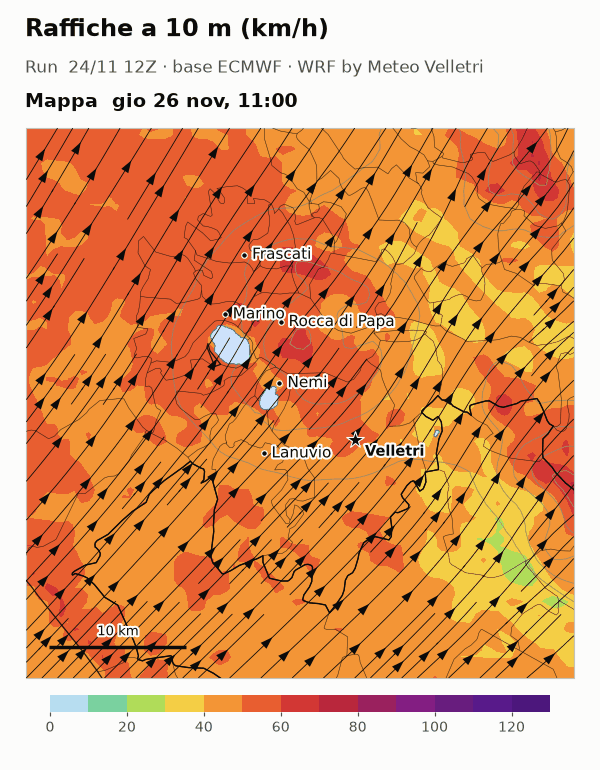 Raffiche a 10 m (km/h)
Run  24/11 12Z · base ECMWF · WRF by Meteo Velletri
Mappa  gio 26 nov, 11:00
Frascati
Marino
Rocca di Papa
Nemi
Velletri
Lanuvio
10 km
0 20 40 60 80 100 120